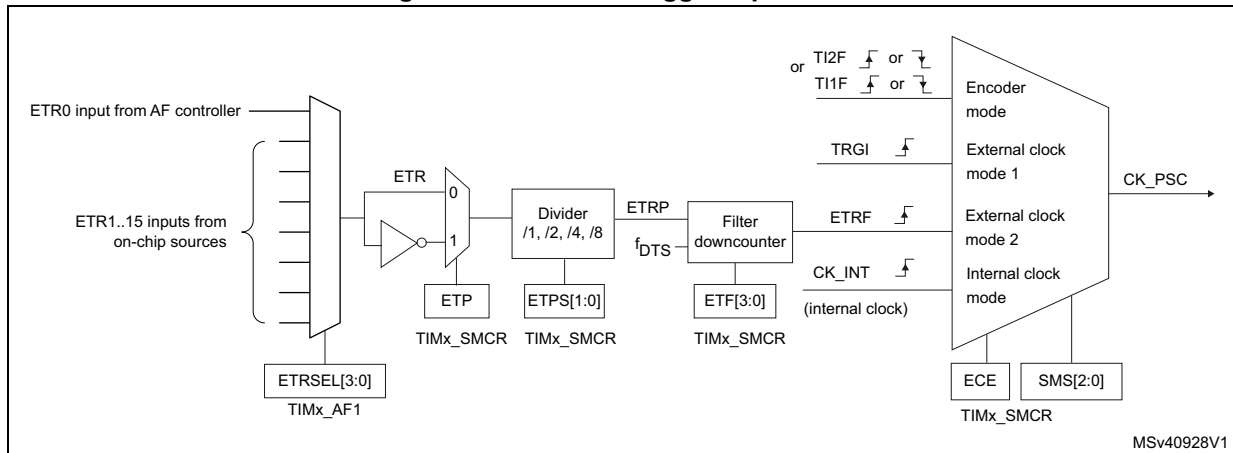 or TI2F or
TI1F or
Encoder
mode
ETR0 input from AF controller
TRGI
External clock
mode 1
CK_PSC
ETR
0
1
ETR1..15 inputs from
on-chip sources
Divider
/1, /2, /4, /8
ETRP
Filter
downcounter
fDTS
ETRF
External clock
mode 2
CK_INT
(internal clock)
Internal clock
mode
ETP
TIMx_SMCR
ETPS[1:0]
TIMx_SMCR
ETF[3:0]
TIMx_SMCR
ETRSEL[3:0]
TIMx_AF1
ECE
SMS[2:0]
TIMx_SMCR
MSv40928V1